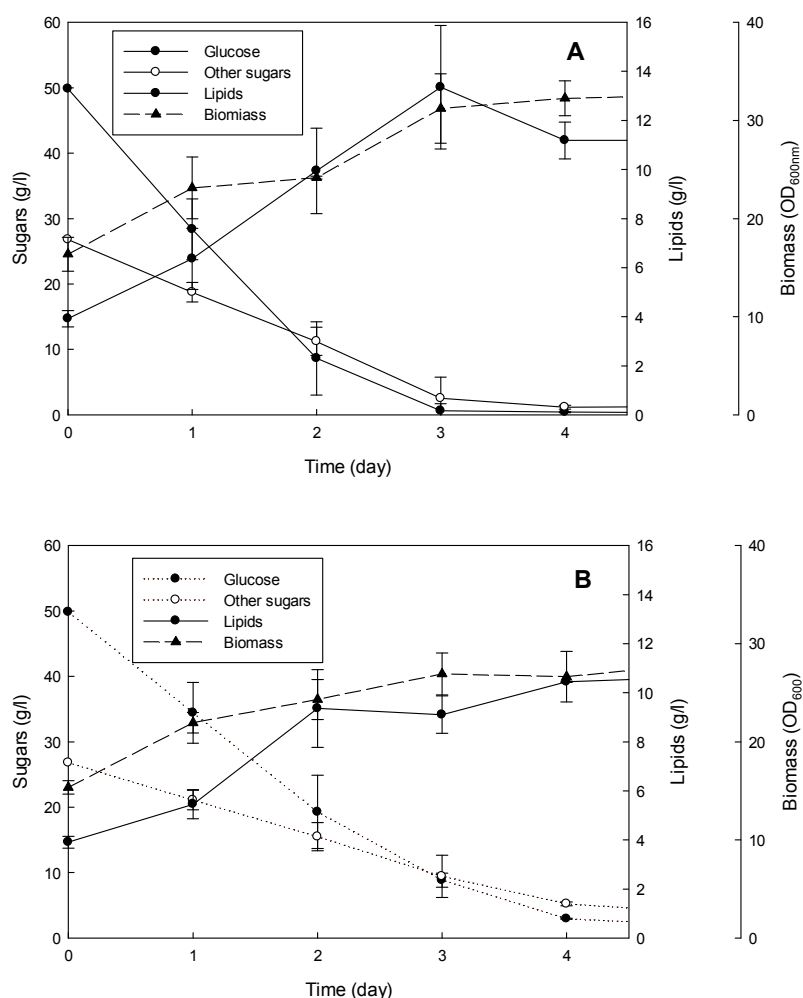 A
Glucose
Other sugars
Lipids
Biomiass
60
50
40
30
20
10
0
Sugars (g/l)
16
14
12
10
8
6
4
2
0
Lipids (g/l)
40
30
20
10
0
Biomass (OD600nm)
0 1 2 3 4
Time (day)
B
Glucose
Other sugars
Lipids
Biomass
60
50
40
30
20
10
0
Sugars (g/l)
16
14
12
10
8
6
4
2
0
Lipids (g/l)
40
30
20
10
0
Biomass (OD600)
0 1 2 3 4
Time (day)